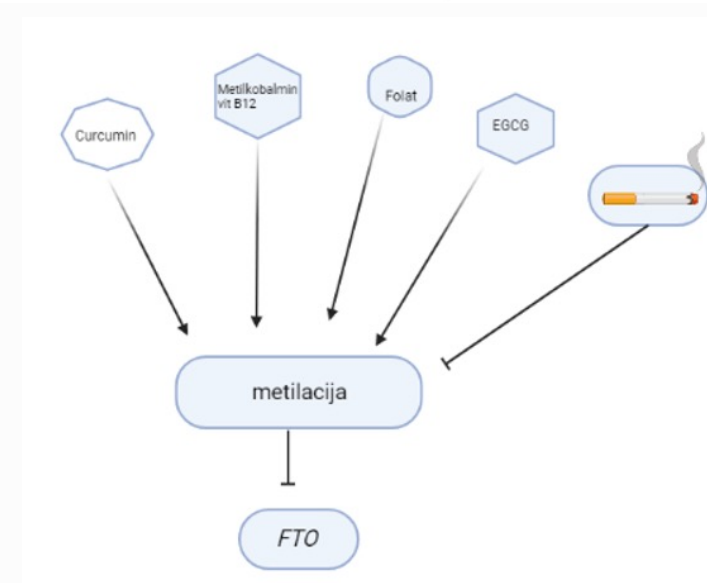 Curcumin
Metilkobalmin
vit B12
Folat
EGCG
metilacija
FTO